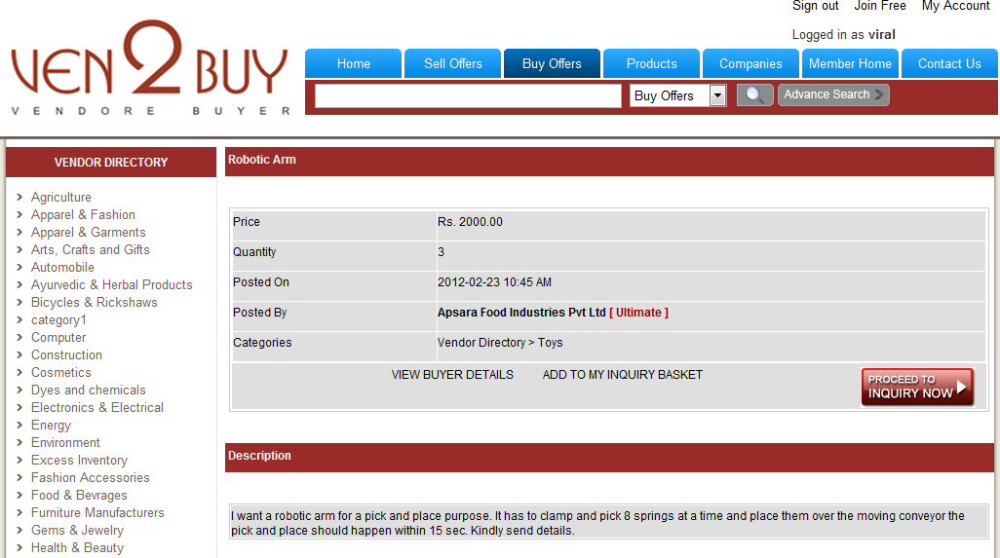 Sign out Join Free My Account
Logged in as viral
VEN 2 BUY
VENDORE BUYER
Home Sell Offers Buy Offers Products Companies Member Home Contact Us
Buy Offers Advance Search
VENDOR DIRECTORY
Agriculture
Apparel & Fashion
Apparel & Garments
Arts, Crafts and Gifts
Automobile
Ayurvedic & Herbal Products
Bicycles & Rickshaws
category1
Computer
Construction
Cosmetics
Dyes and chemicals
Electronics & Electrical
Energy
Environment
Excess Inventory
Fashion Accessories
Food & Bevrages
Furniture Manufacturers
Gems & Jewelry
Health & Beauty
Robotic Arm
Price Rs. 2000.00
Quantity 3
Posted On 2012-02-23 10:45 AM
Posted By Apsara Food Industries Pvt Ltd [ Ultimate ]
Categories Vendor Directory > Toys
VIEW BUYER DETAILS ADD TO MY INQUIRY BASKET
PROCEED TO
INQUIRY NOW
Description
I want a robotic arm for a pick and place purpose. It has to clamp and pick 8 springs at a time and place them over the moving conveyor the
pick and place should happen within 15 sec. Kindly send details.